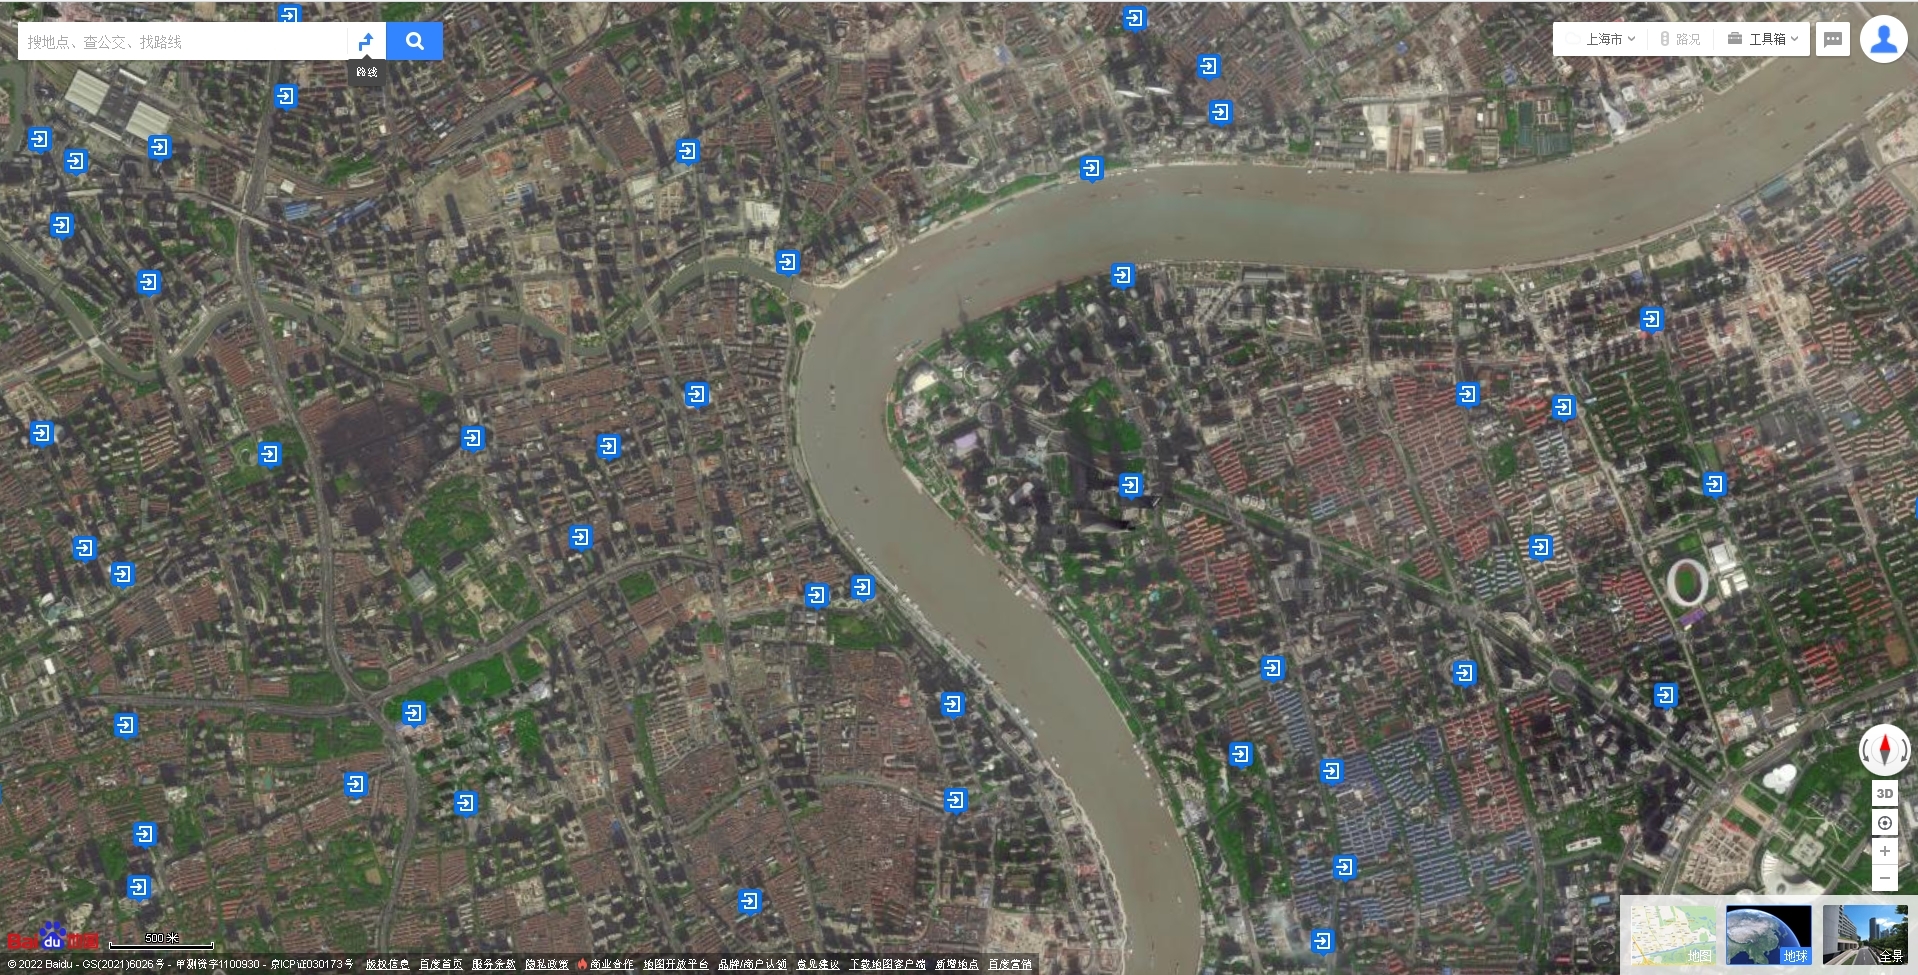 搜地点、查公交、找路线
路线
上海市 路况 工具箱
3D
+
−
地图 地球 全景
Bai du 地图
500 米
© 2022 Baidu - GS(2021)6026号 - 甲测资字1100930 - 京ICP证030173号 版权信息 百度首页 服务条款 隐私政策 商业合作 地图开放平台 品牌/商户认领 意见建议 下载地图客户端 新增地点 百度营销